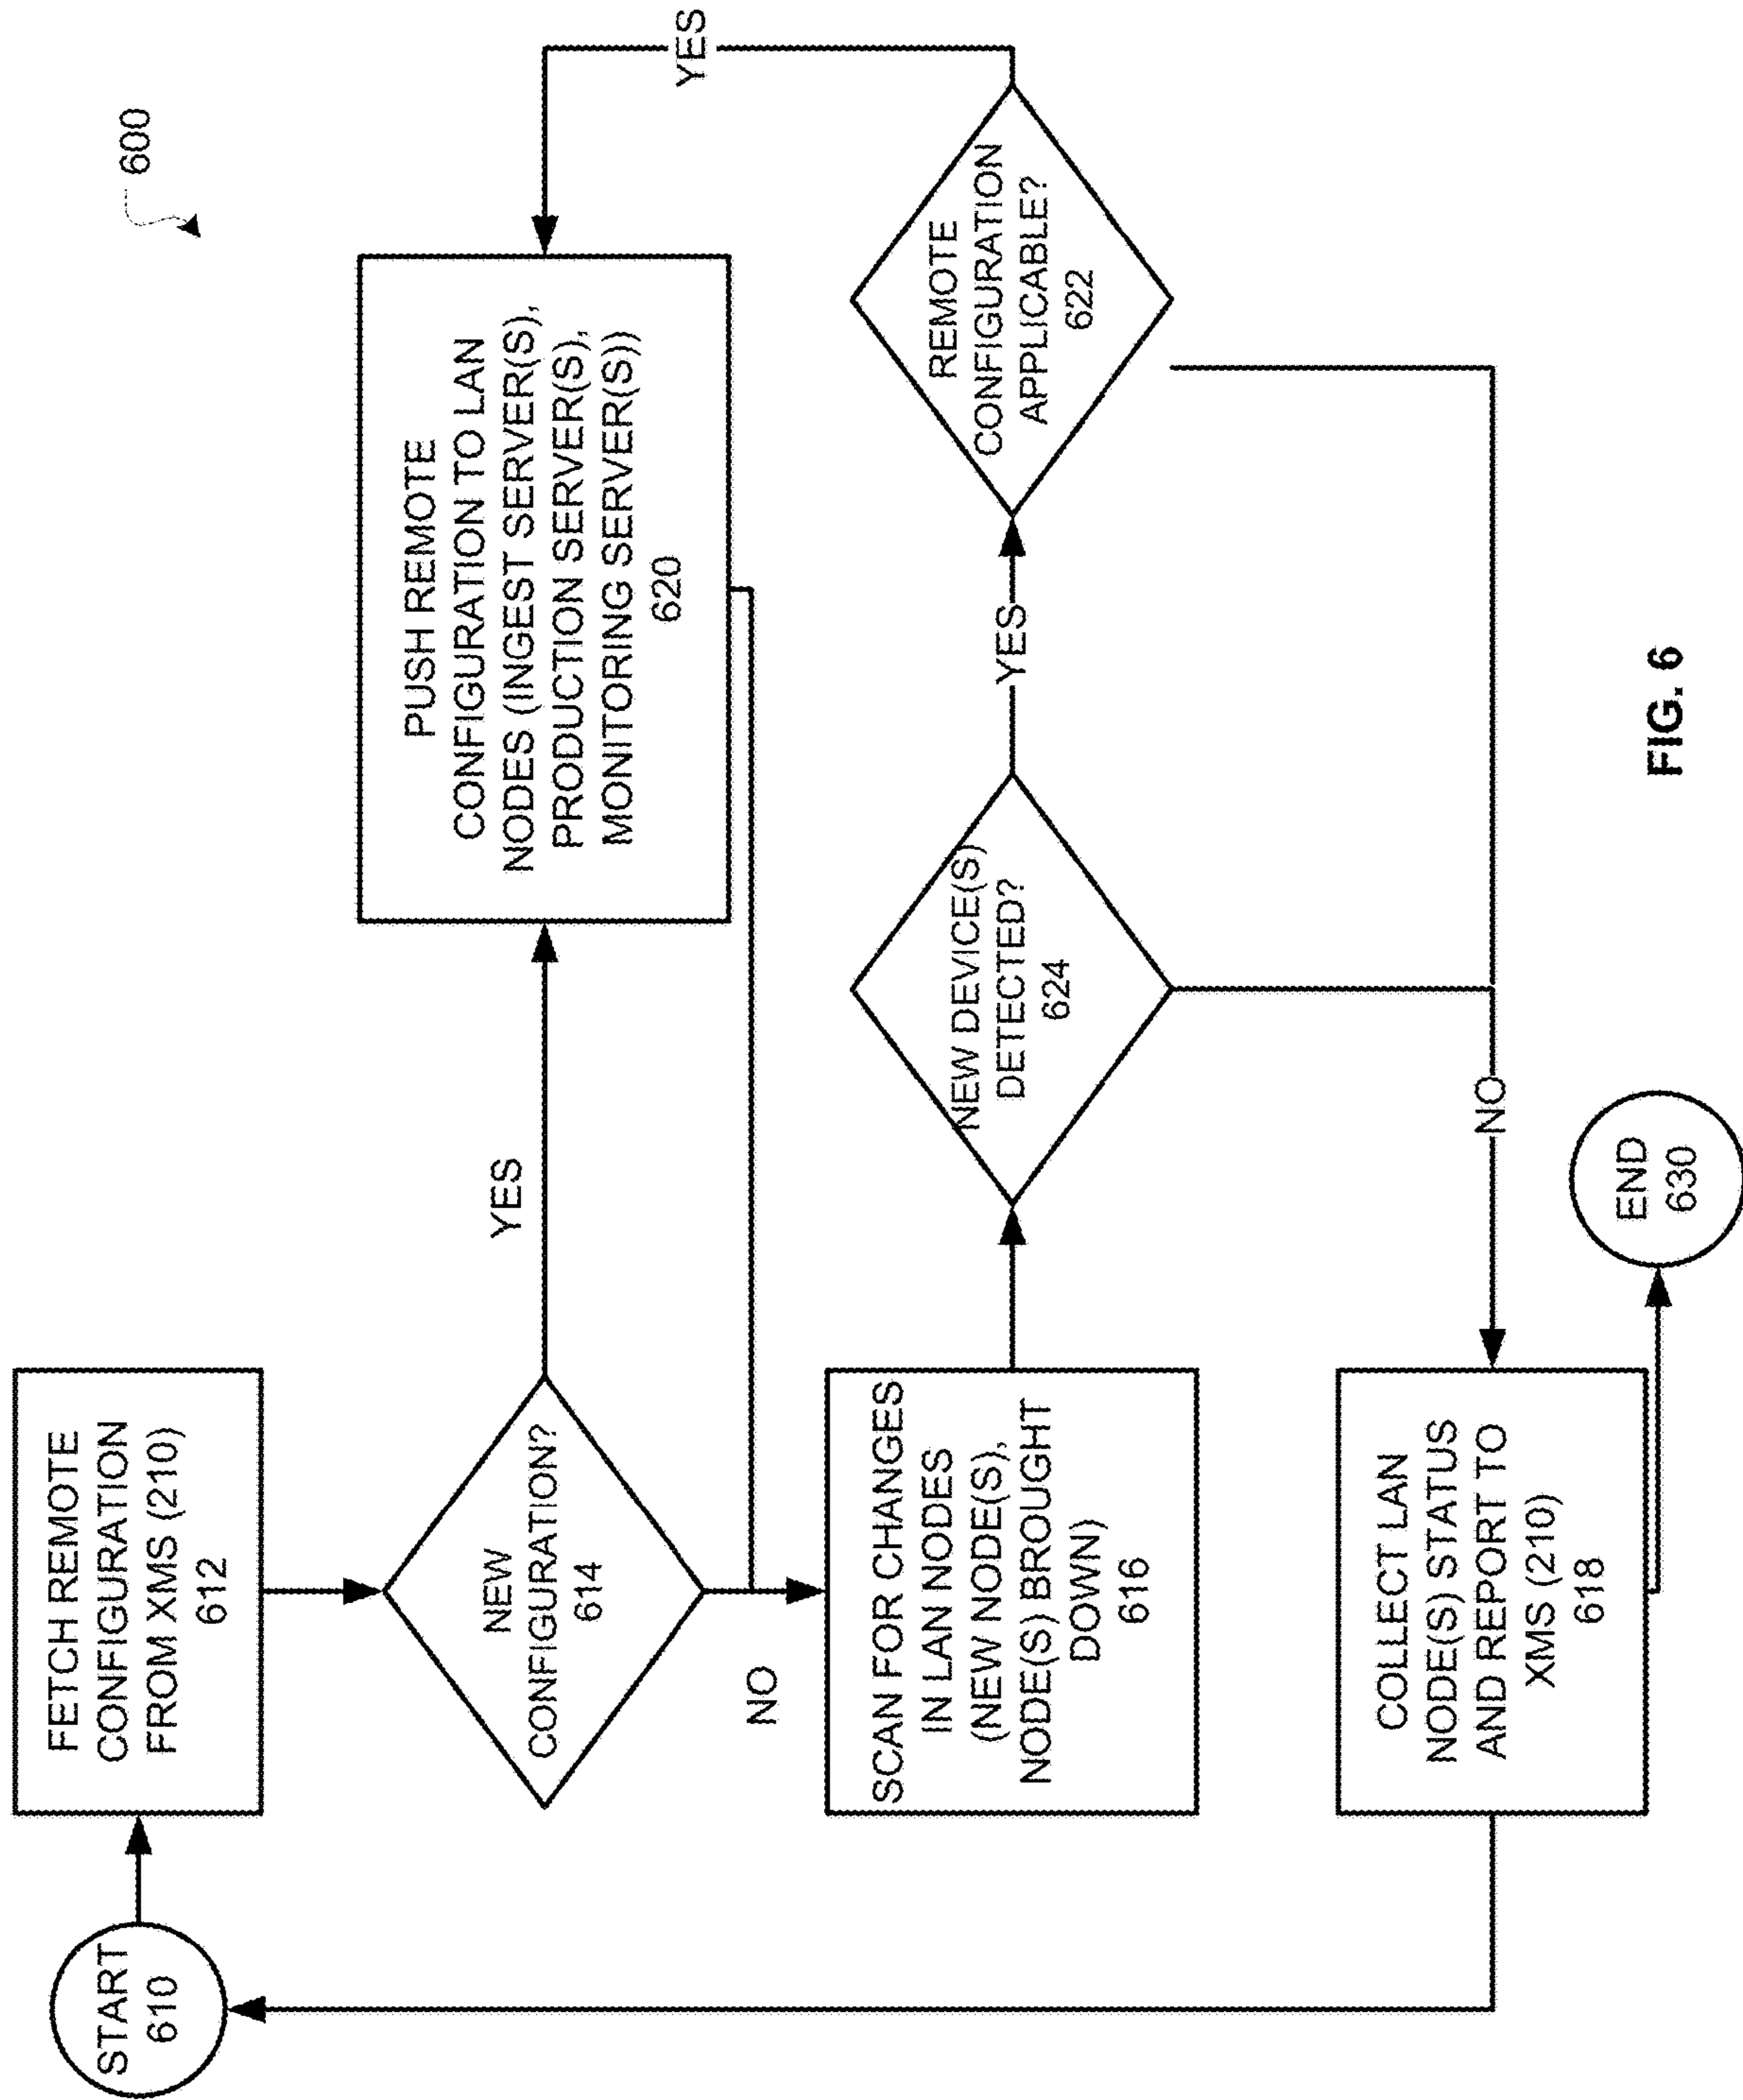 600
START
610
FETCH REMOTE
CONFIGURATION
FROM XMS (210)
612
NEW
CONFIGURATION?
614
YES
PUSH REMOTE
CONFIGURATION TO LAN
NODES (INGEST SERVER(S),
PRODUCTION SERVER(S),
MONITORING SERVER(S))
620
NO
SCAN FOR CHANGES
IN LAN NODES
(NEW NODE(S),
NODE(S) BROUGHT
DOWN)
616
NEW DEVICE(S)
DETECTED?
624
YES
REMOTE
CONFIGURATION
APPLICABLE?
622
YES
NO
COLLECT LAN
NODE(S) STATUS
AND REPORT TO
XMS (210)
618
END
630
FIG. 6